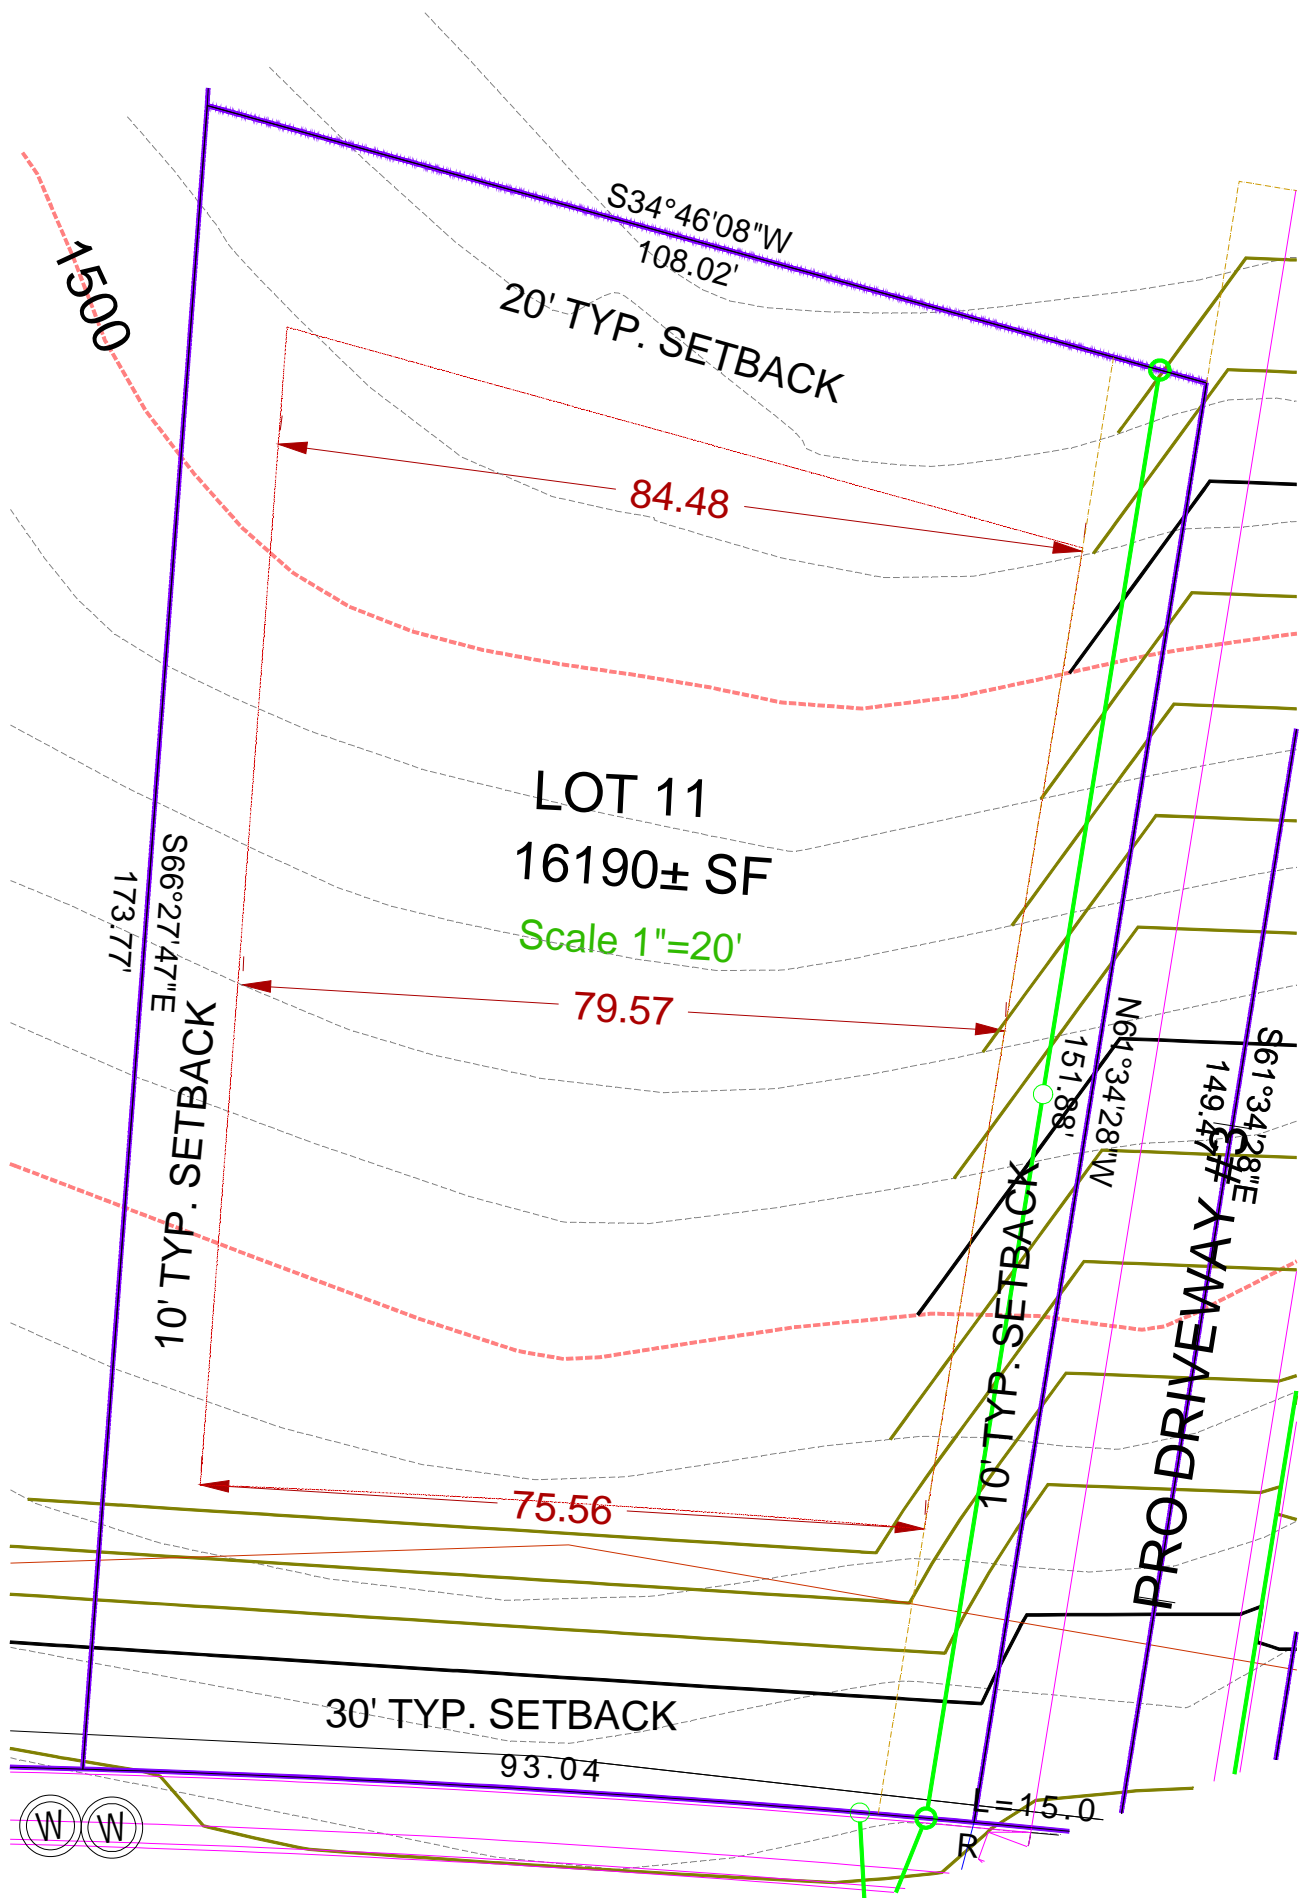 S34°46'08"W
108.02'
20' TYP. SETBACK
1500
84.48
LOT 11
16190± SF
Scale 1"=20'
79.57
S66°27'47"E
173.77'
10' TYP. SETBACK
N61°34'28"W
151.88'
10' TYP. SETBACK
S61°34'28"E
149.47'
PRO DRIVEWAY #3
75.56
30' TYP. SETBACK
93.04
L=15.0
R
W W